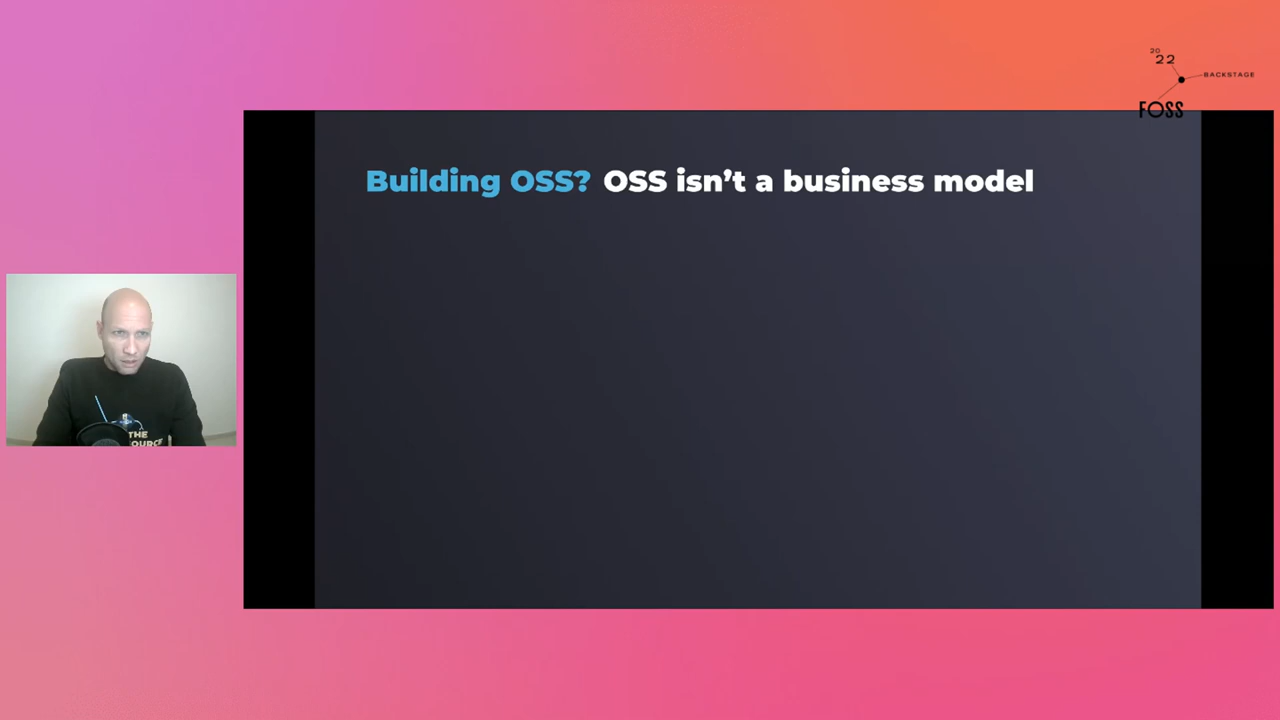 20
22
BACKSTAGE
FOSS
Building OSS? OSS isn’t a business model
THE
OURCE